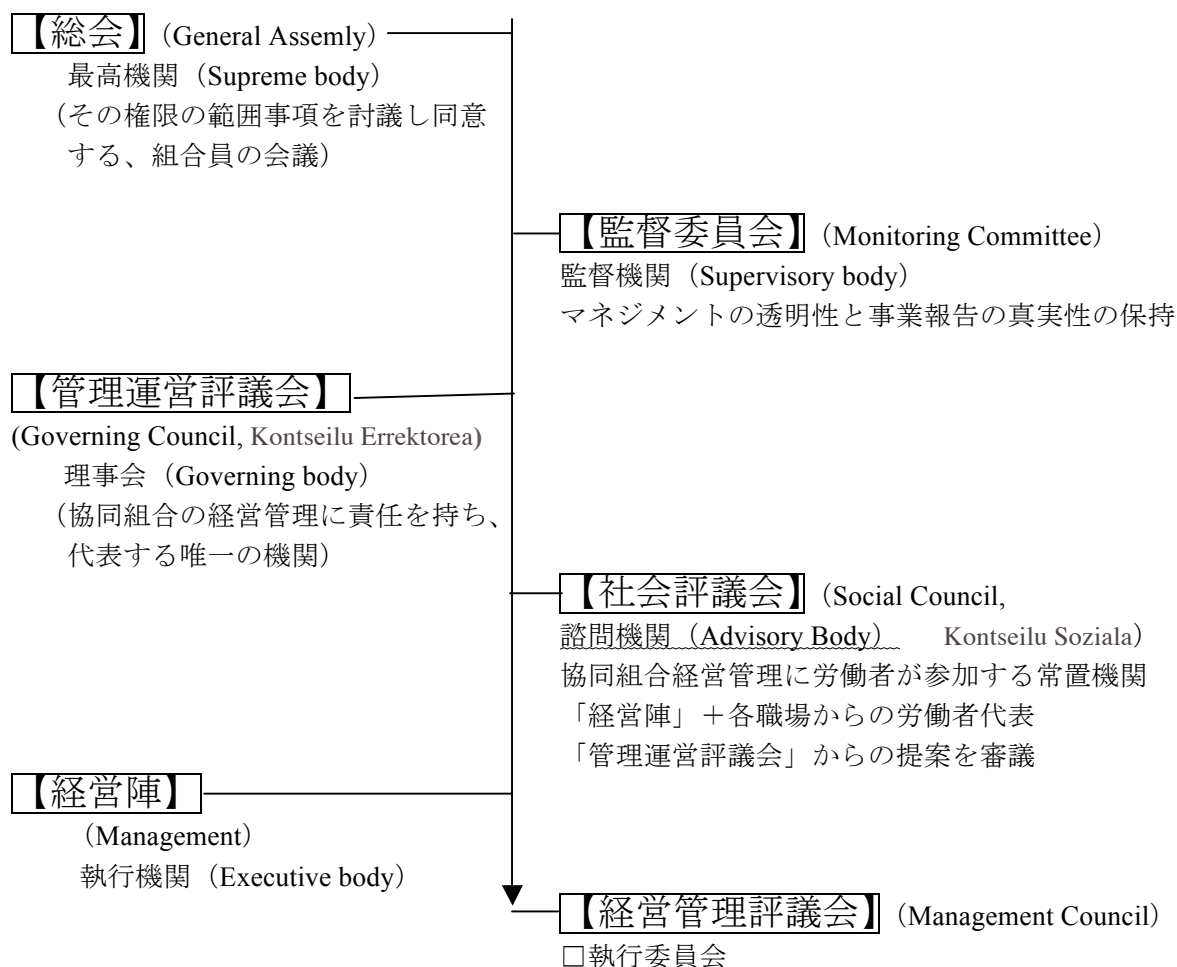 【総会】(General Assemly)
最高機関（Supreme body）
（その権限の範囲事項を討議し同意
する、組合員の会議）
【監督委員会】（Monitoring Committee）
監督機関（Supervisory body）
マネジメントの透明性と事業報告の真実性の保持
【管理運営評議会】
(Governing Council, Kontseilu Errektorea)
理事会（Governing body）
（協同組合の経営管理に責任を持ち、
代表する唯一の機関）
【社会評議会】（Social Council,
諮問機関（Advisory Body） Kontseilu Soziala）
協同組合経営管理に労働者が参加する常置機関
「経営陣」＋各職場からの労働者代表
「管理運営評議会」からの提案を審議
【経営陣】
（Management）
執行機関（Executive body）
【経営管理評議会】（Management Council）
□執行委員会